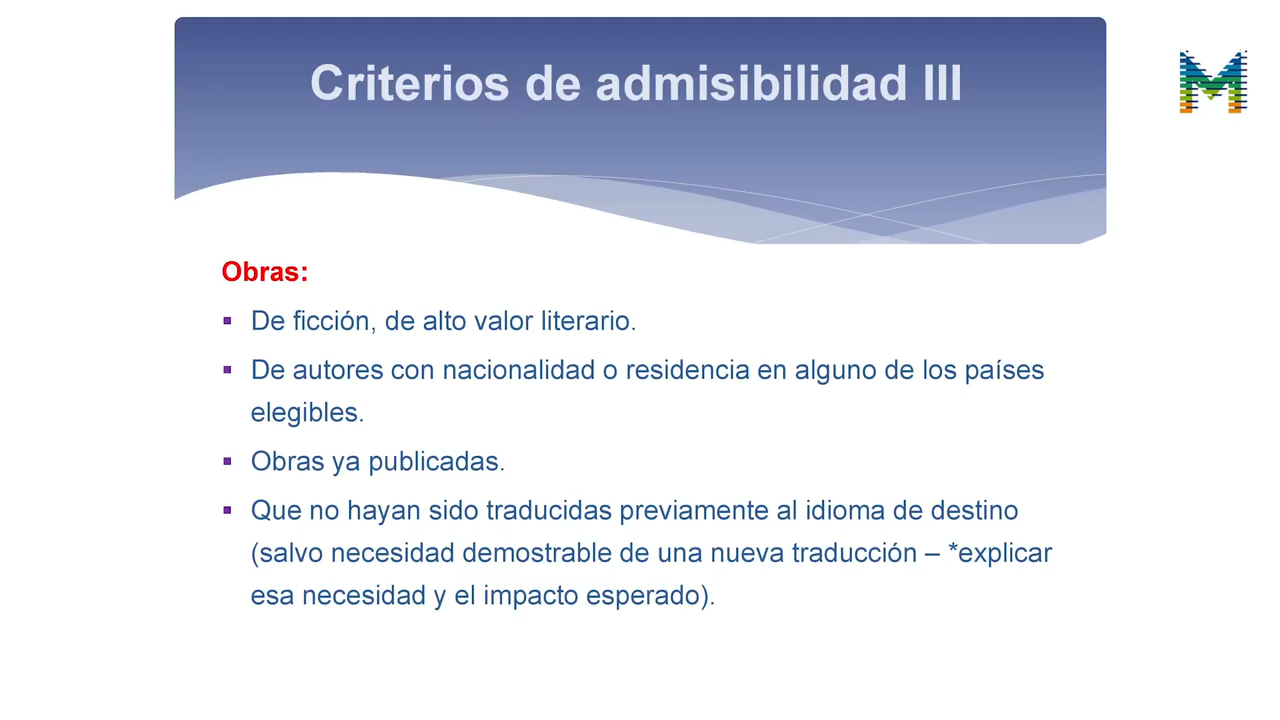 Criterios de admisibilidad III
Obras:
▪ De ficción, de alto valor literario.
▪ De autores con nacionalidad o residencia en alguno de los países
elegibles.
▪ Obras ya publicadas.
▪ Que no hayan sido traducidas previamente al idioma de destino
(salvo necesidad demostrable de una nueva traducción – *explicar
esa necesidad y el impacto esperado).